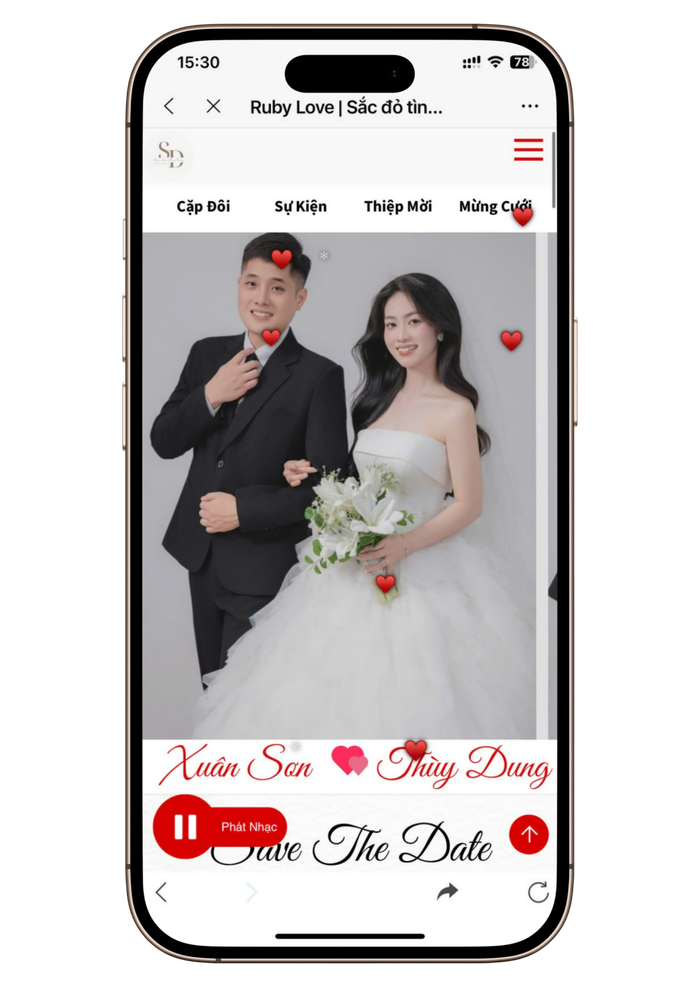 15:30 78
Ruby Love | Sắc đỏ tìn...
SD
Cặp Đôi Sự Kiện Thiệp Mời Mừng Cưới
Xuân Sơn Thùy Dung
Phát Nhạc
Save The Date